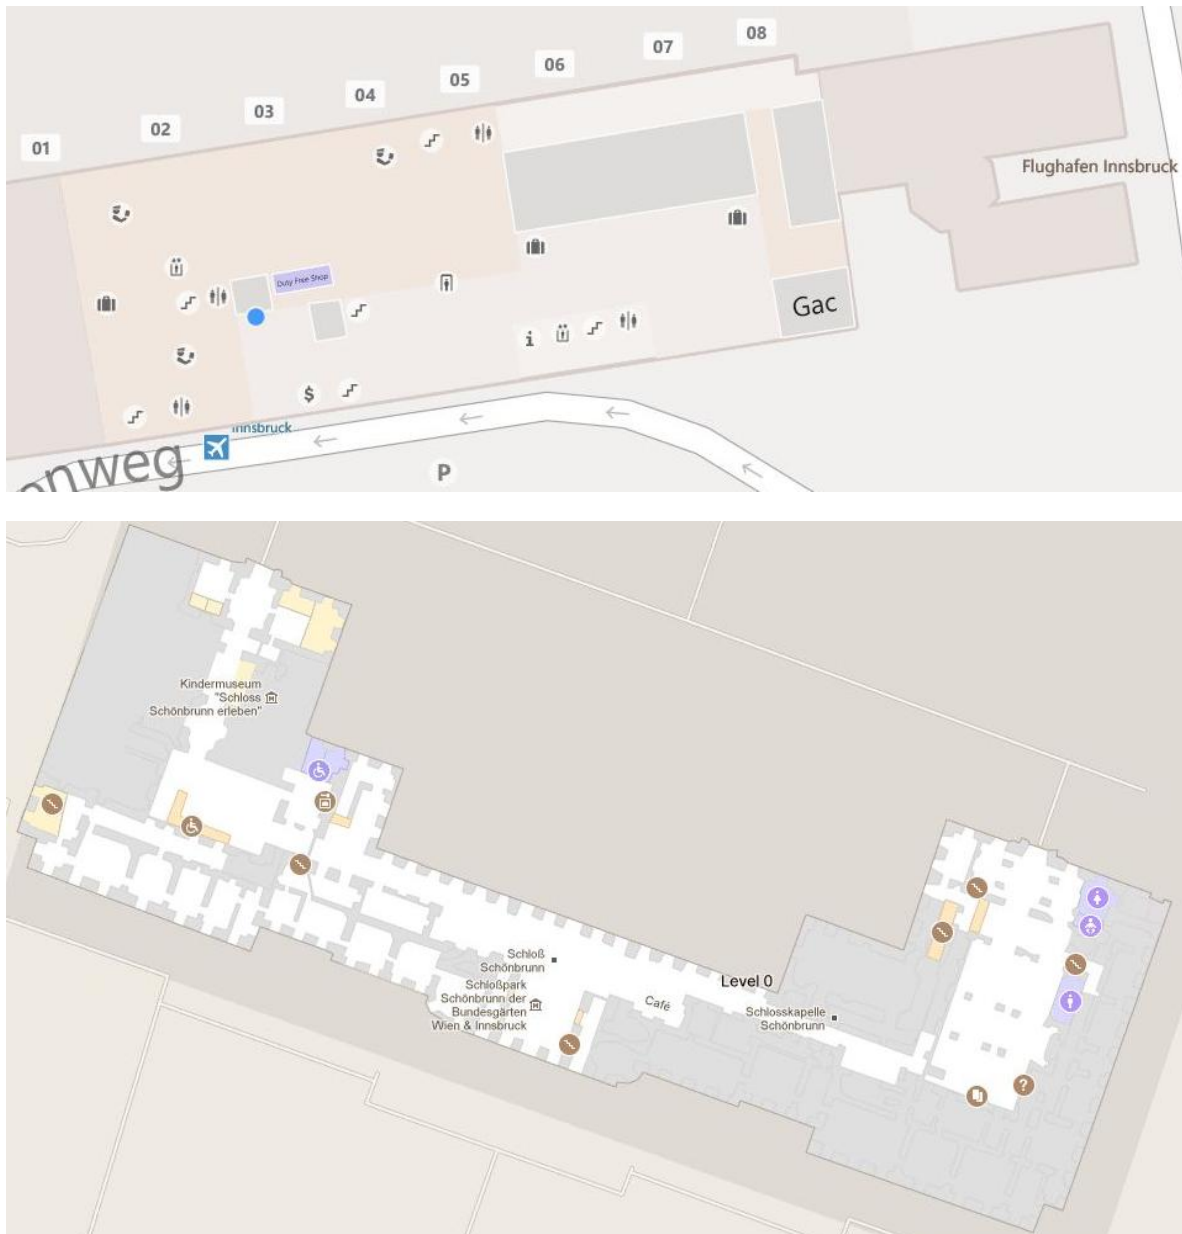 08
07
06
05
04
03
02
01
Flughafen Innsbruck
Duty Free Shop
Gac
i
$
Innsbruck
onweg
P
Kindermuseum
"Schloss
Schönbrunn erleben"
Schloß
Schönbrunn
Level 0
Schloßpark
Schönbrunn der
Bundesgärten
Wien & Innsbruck
Café
Schlosskapelle
Schönbrunn
?